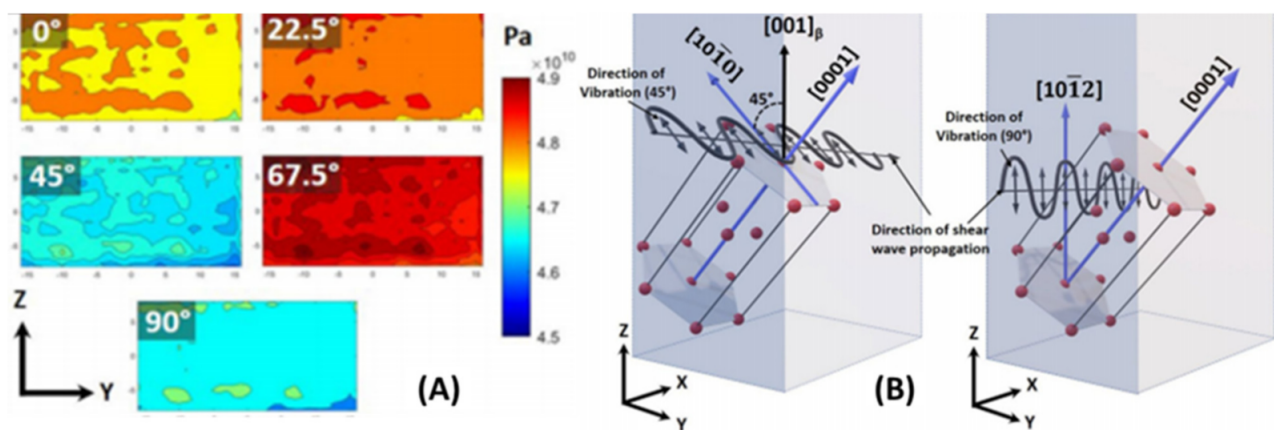 0°
22.5°
45°
67.5°
90°
Z
Y
(A)
Pa
×10¹⁰
4.9
4.8
4.7
4.6
4.5
[101̅0]
[001]β
[0001]
45°
Direction of
Vibration (45°)
Direction of shear
wave propagation
Z
X
Y
(B)
[101̅2]
[0001]
Direction of
Vibration (90°)
Z
X
Y